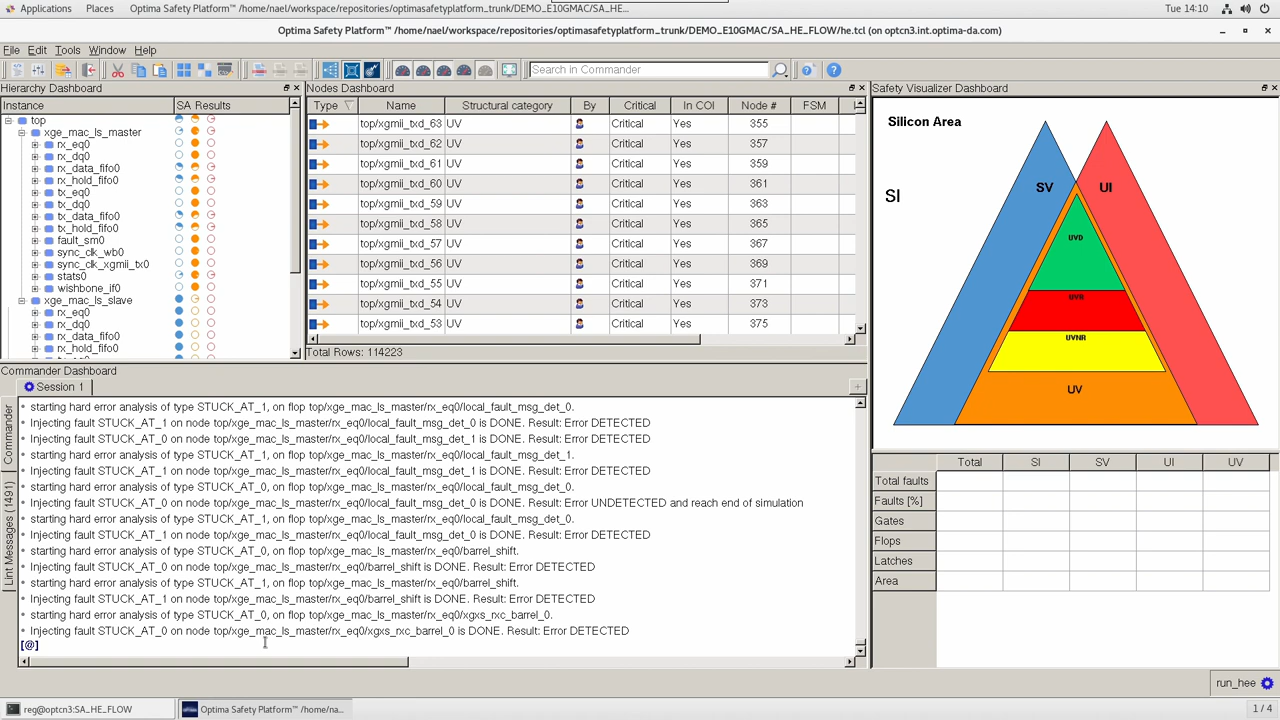 Applications Places Optima Safety Platform™ /home/nael/workspace/repositories/optimasafetyplatform_trunk/DEMO_E10GMAC/SA_HE... Tue 14:10
Optima Safety Platform™ /home/nael/workspace/repositories/optimasafetyplatform_trunk/DEMO_E10GMAC/SA_HE_FLOW/he.tcl (on optcn3.int.optima-da.com)
File Edit Tools Window Help
Search in Commander
Hierarchy Dashboard
Instance SA Results
top
xge_mac_ls_master
rx_eq0
rx_dq0
rx_data_fifo0
rx_hold_fifo0
tx_eq0
tx_dq0
tx_data_fifo0
tx_hold_fifo0
fault_sm0
sync_clk_wb0
sync_clk_xgmii_tx0
stats0
wishbone_if0
xge_mac_ls_slave
rx_eq0
rx_dq0
rx_data_fifo0
rx_hold_fifo0
Nodes Dashboard
Type Name Structural category By Critical In COI Node # FSM
top/xgmii_txd_63 UV Critical Yes 355
top/xgmii_txd_62 UV Critical Yes 357
top/xgmii_txd_61 UV Critical Yes 359
top/xgmii_txd_60 UV Critical Yes 361
top/xgmii_txd_59 UV Critical Yes 363
top/xgmii_txd_58 UV Critical Yes 365
top/xgmii_txd_57 UV Critical Yes 367
top/xgmii_txd_56 UV Critical Yes 369
top/xgmii_txd_55 UV Critical Yes 371
top/xgmii_txd_54 UV Critical Yes 373
top/xgmii_txd_53 UV Critical Yes 375
Total Rows: 114223
Safety Visualizer Dashboard
Silicon Area
SI
SV
UI
UVD
UVR
UVNR
UV
Total SI SV UI UV
Total faults
Faults [%]
Gates
Flops
Latches
Area
Commander Dashboard
Session 1
Commander
Lint Messages (1491)
starting hard error analysis of type STUCK_AT_1, on flop top/xge_mac_ls_master/rx_eq0/local_fault_msg_det_0.
Injecting fault STUCK_AT_1 on node top/xge_mac_ls_master/rx_eq0/local_fault_msg_det_0 is DONE. Result: Error DETECTED
Injecting fault STUCK_AT_0 on node top/xge_mac_ls_master/rx_eq0/local_fault_msg_det_1 is DONE. Result: Error DETECTED
starting hard error analysis of type STUCK_AT_1, on flop top/xge_mac_ls_master/rx_eq0/local_fault_msg_det_1.
Injecting fault STUCK_AT_1 on node top/xge_mac_ls_master/rx_eq0/local_fault_msg_det_1 is DONE. Result: Error DETECTED
starting hard error analysis of type STUCK_AT_0, on flop top/xge_mac_ls_master/rx_eq0/local_fault_msg_det_0.
Injecting fault STUCK_AT_0 on node top/xge_mac_ls_master/rx_eq0/local_fault_msg_det_0 is DONE. Result: Error UNDETECTED and reach end of simulation
starting hard error analysis of type STUCK_AT_1, on flop top/xge_mac_ls_master/rx_eq0/local_fault_msg_det_0.
Injecting fault STUCK_AT_1 on node top/xge_mac_ls_master/rx_eq0/local_fault_msg_det_0 is DONE. Result: Error DETECTED
starting hard error analysis of type STUCK_AT_0, on flop top/xge_mac_ls_master/rx_eq0/barrel_shift.
Injecting fault STUCK_AT_0 on node top/xge_mac_ls_master/rx_eq0/barrel_shift is DONE. Result: Error DETECTED
starting hard error analysis of type STUCK_AT_1, on flop top/xge_mac_ls_master/rx_eq0/barrel_shift.
Injecting fault STUCK_AT_1 on node top/xge_mac_ls_master/rx_eq0/barrel_shift is DONE. Result: Error DETECTED
starting hard error analysis of type STUCK_AT_0, on flop top/xge_mac_ls_master/rx_eq0/xgxs_rxc_barrel_0.
Injecting fault STUCK_AT_0 on node top/xge_mac_ls_master/rx_eq0/xgxs_rxc_barrel_0 is DONE. Result: Error DETECTED
[@]
run_hee
reg@optcn3:SA_HE_FLOW Optima Safety Platform™ /home/na... 1 / 4